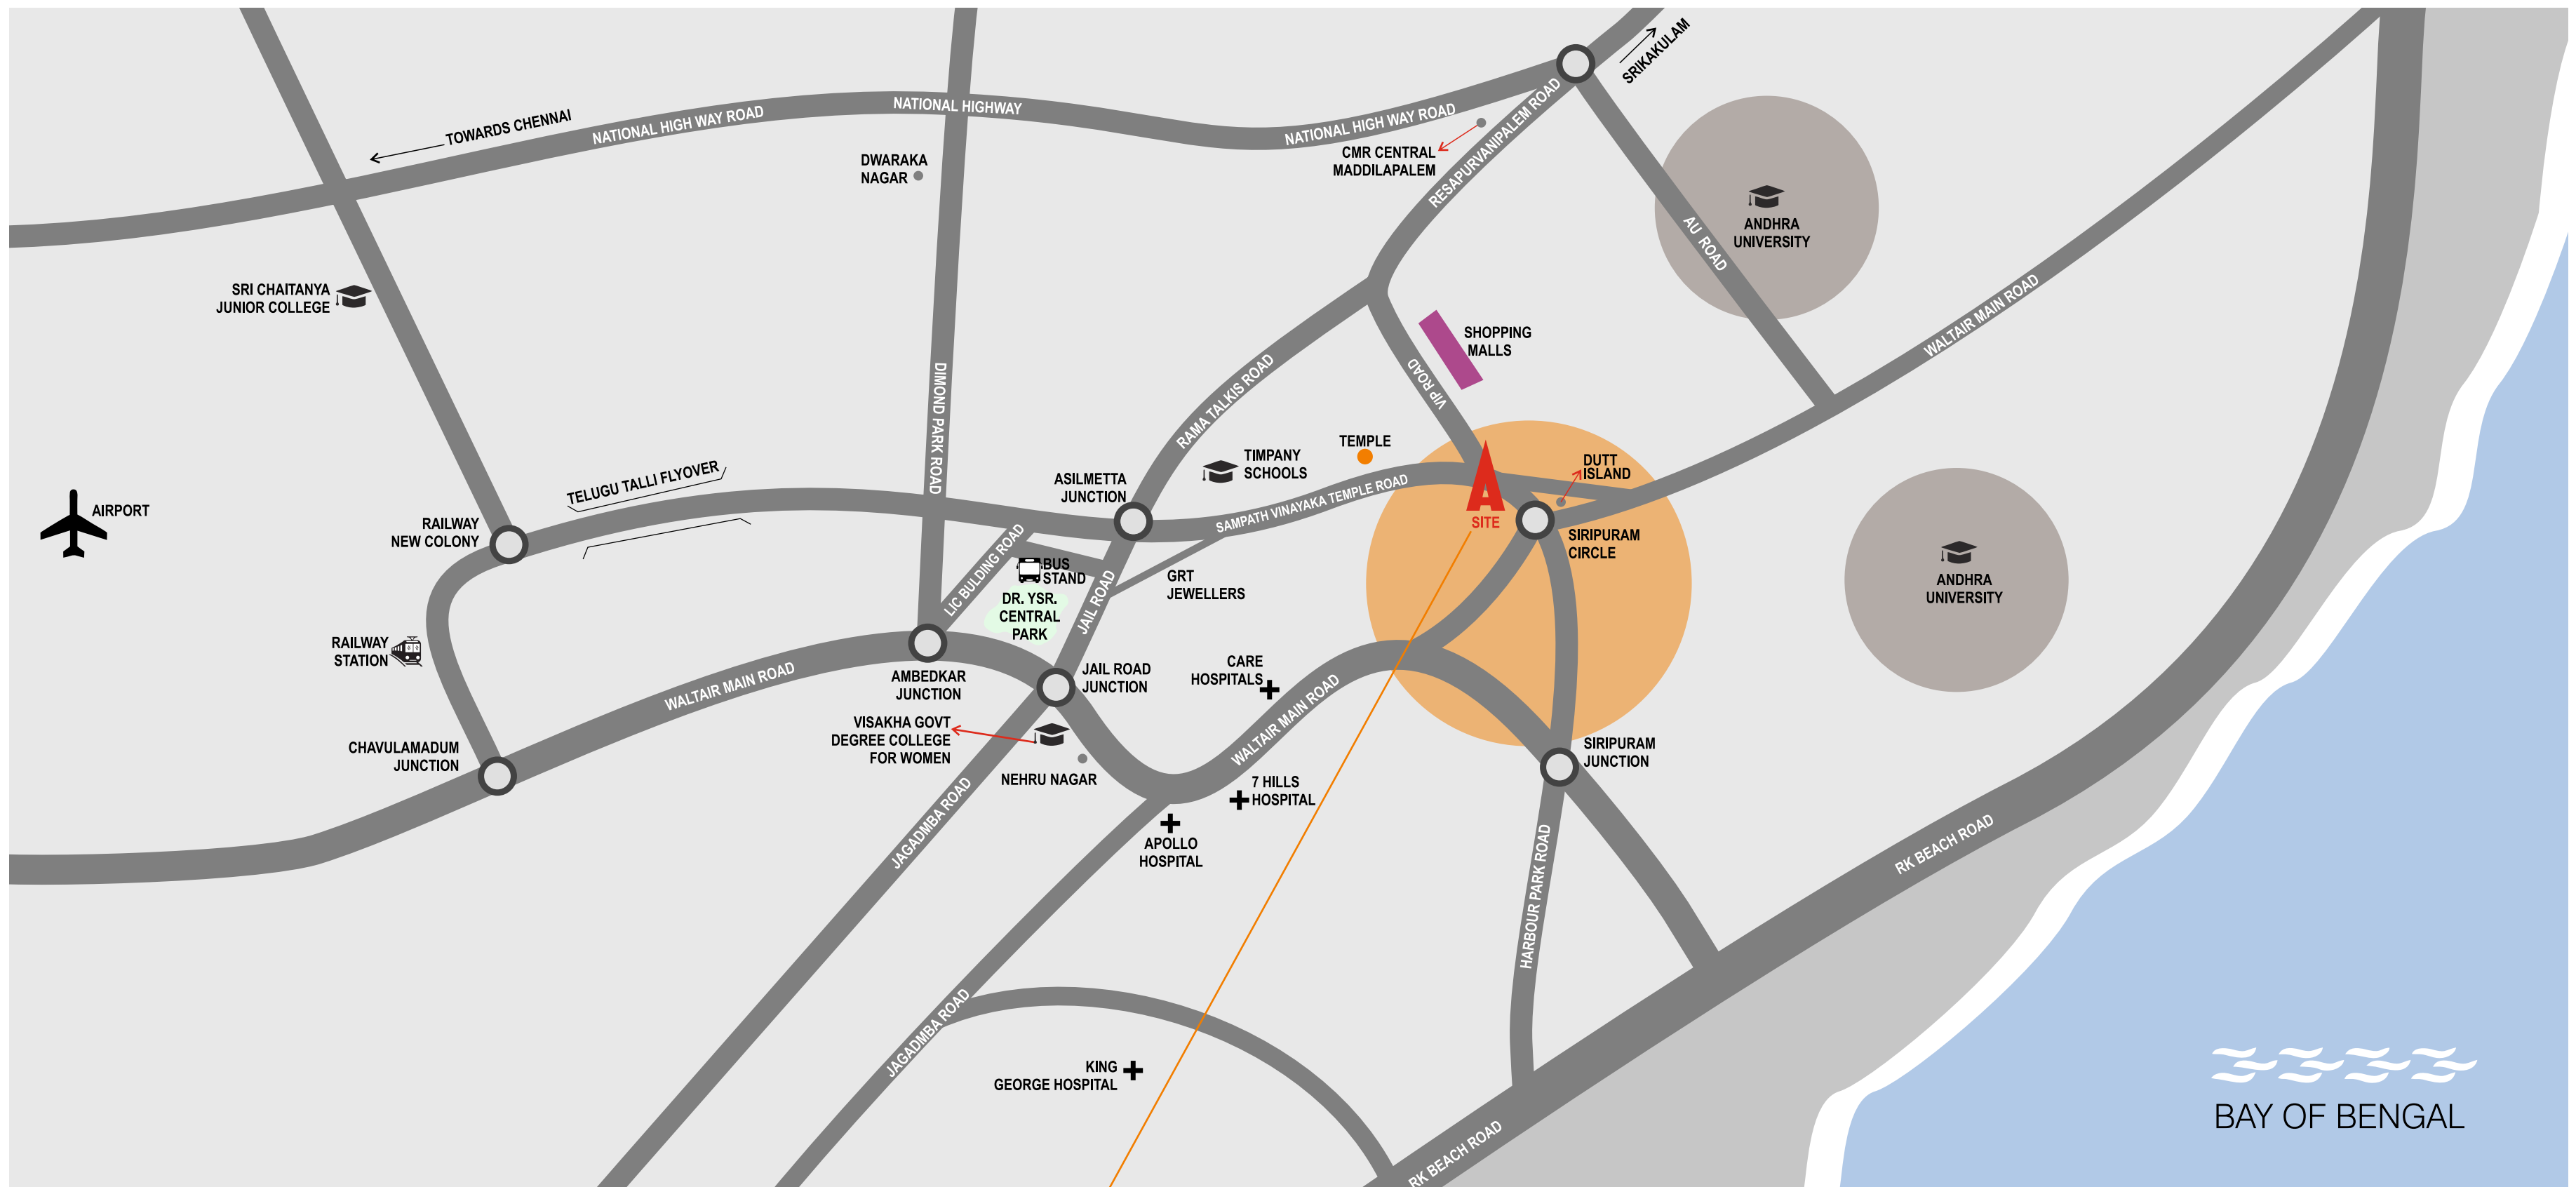 SRIKAKULAM
TOWARDS CHENNAI
NATIONAL HIGH WAY ROAD
NATIONAL HIGHWAY
NATIONAL HIGH WAY ROAD
CMR CENTRAL
MADDILAPALEM
RESAPURVANIPALEM ROAD
DWARAKA
NAGAR
AU ROAD
ANDHRA
UNIVERSITY
SRI CHAITANYA
JUNIOR COLLEGE
WALTAIR MAIN ROAD
SHOPPING
MALLS
VIP ROAD
DIMOND PARK ROAD
RAMA TALKIS ROAD
TEMPLE
TIMPANY
SCHOOLS
DUTT
ISLAND
TELUGU TALLI FLYOVER
ASILMETTA
JUNCTION
SAMPATH VINAYAKA TEMPLE ROAD
A
SITE
AIRPORT
RAILWAY
NEW COLONY
SIRIPURAM
CIRCLE
LIC BULDING ROAD
BUS
STAND
JAIL ROAD
GRT
JEWELLERS
ANDHRA
UNIVERSITY
DR. YSR.
CENTRAL
PARK
RAILWAY
STATION
CARE
HOSPITALS
AMBEDKAR
JUNCTION
JAIL ROAD
JUNCTION
WALTAIR MAIN ROAD
WALTAIR MAIN ROAD
VISAKHA GOVT
DEGREE COLLEGE
FOR WOMEN
NEHRU NAGAR
CHAVULAMADUM
JUNCTION
SIRIPURAM
JUNCTION
7 HILLS
HOSPITAL
APOLLO
HOSPITAL
JAGADMBA ROAD
HARBOUR PARK ROAD
RK BEACH ROAD
JAGADMBA ROAD
KING
GEORGE HOSPITAL
RK BEACH ROAD
BAY OF BENGAL